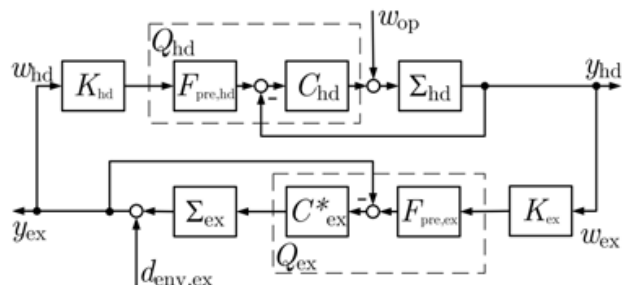 Q_hd
w_op
w_hd
K_hd
F_pre,hd
-
C_hd
Σ_hd
y_hd
y_ex
Σ_ex
C*_ex
-
F_pre,ex
K_ex
w_ex
Q_ex
d_env,ex